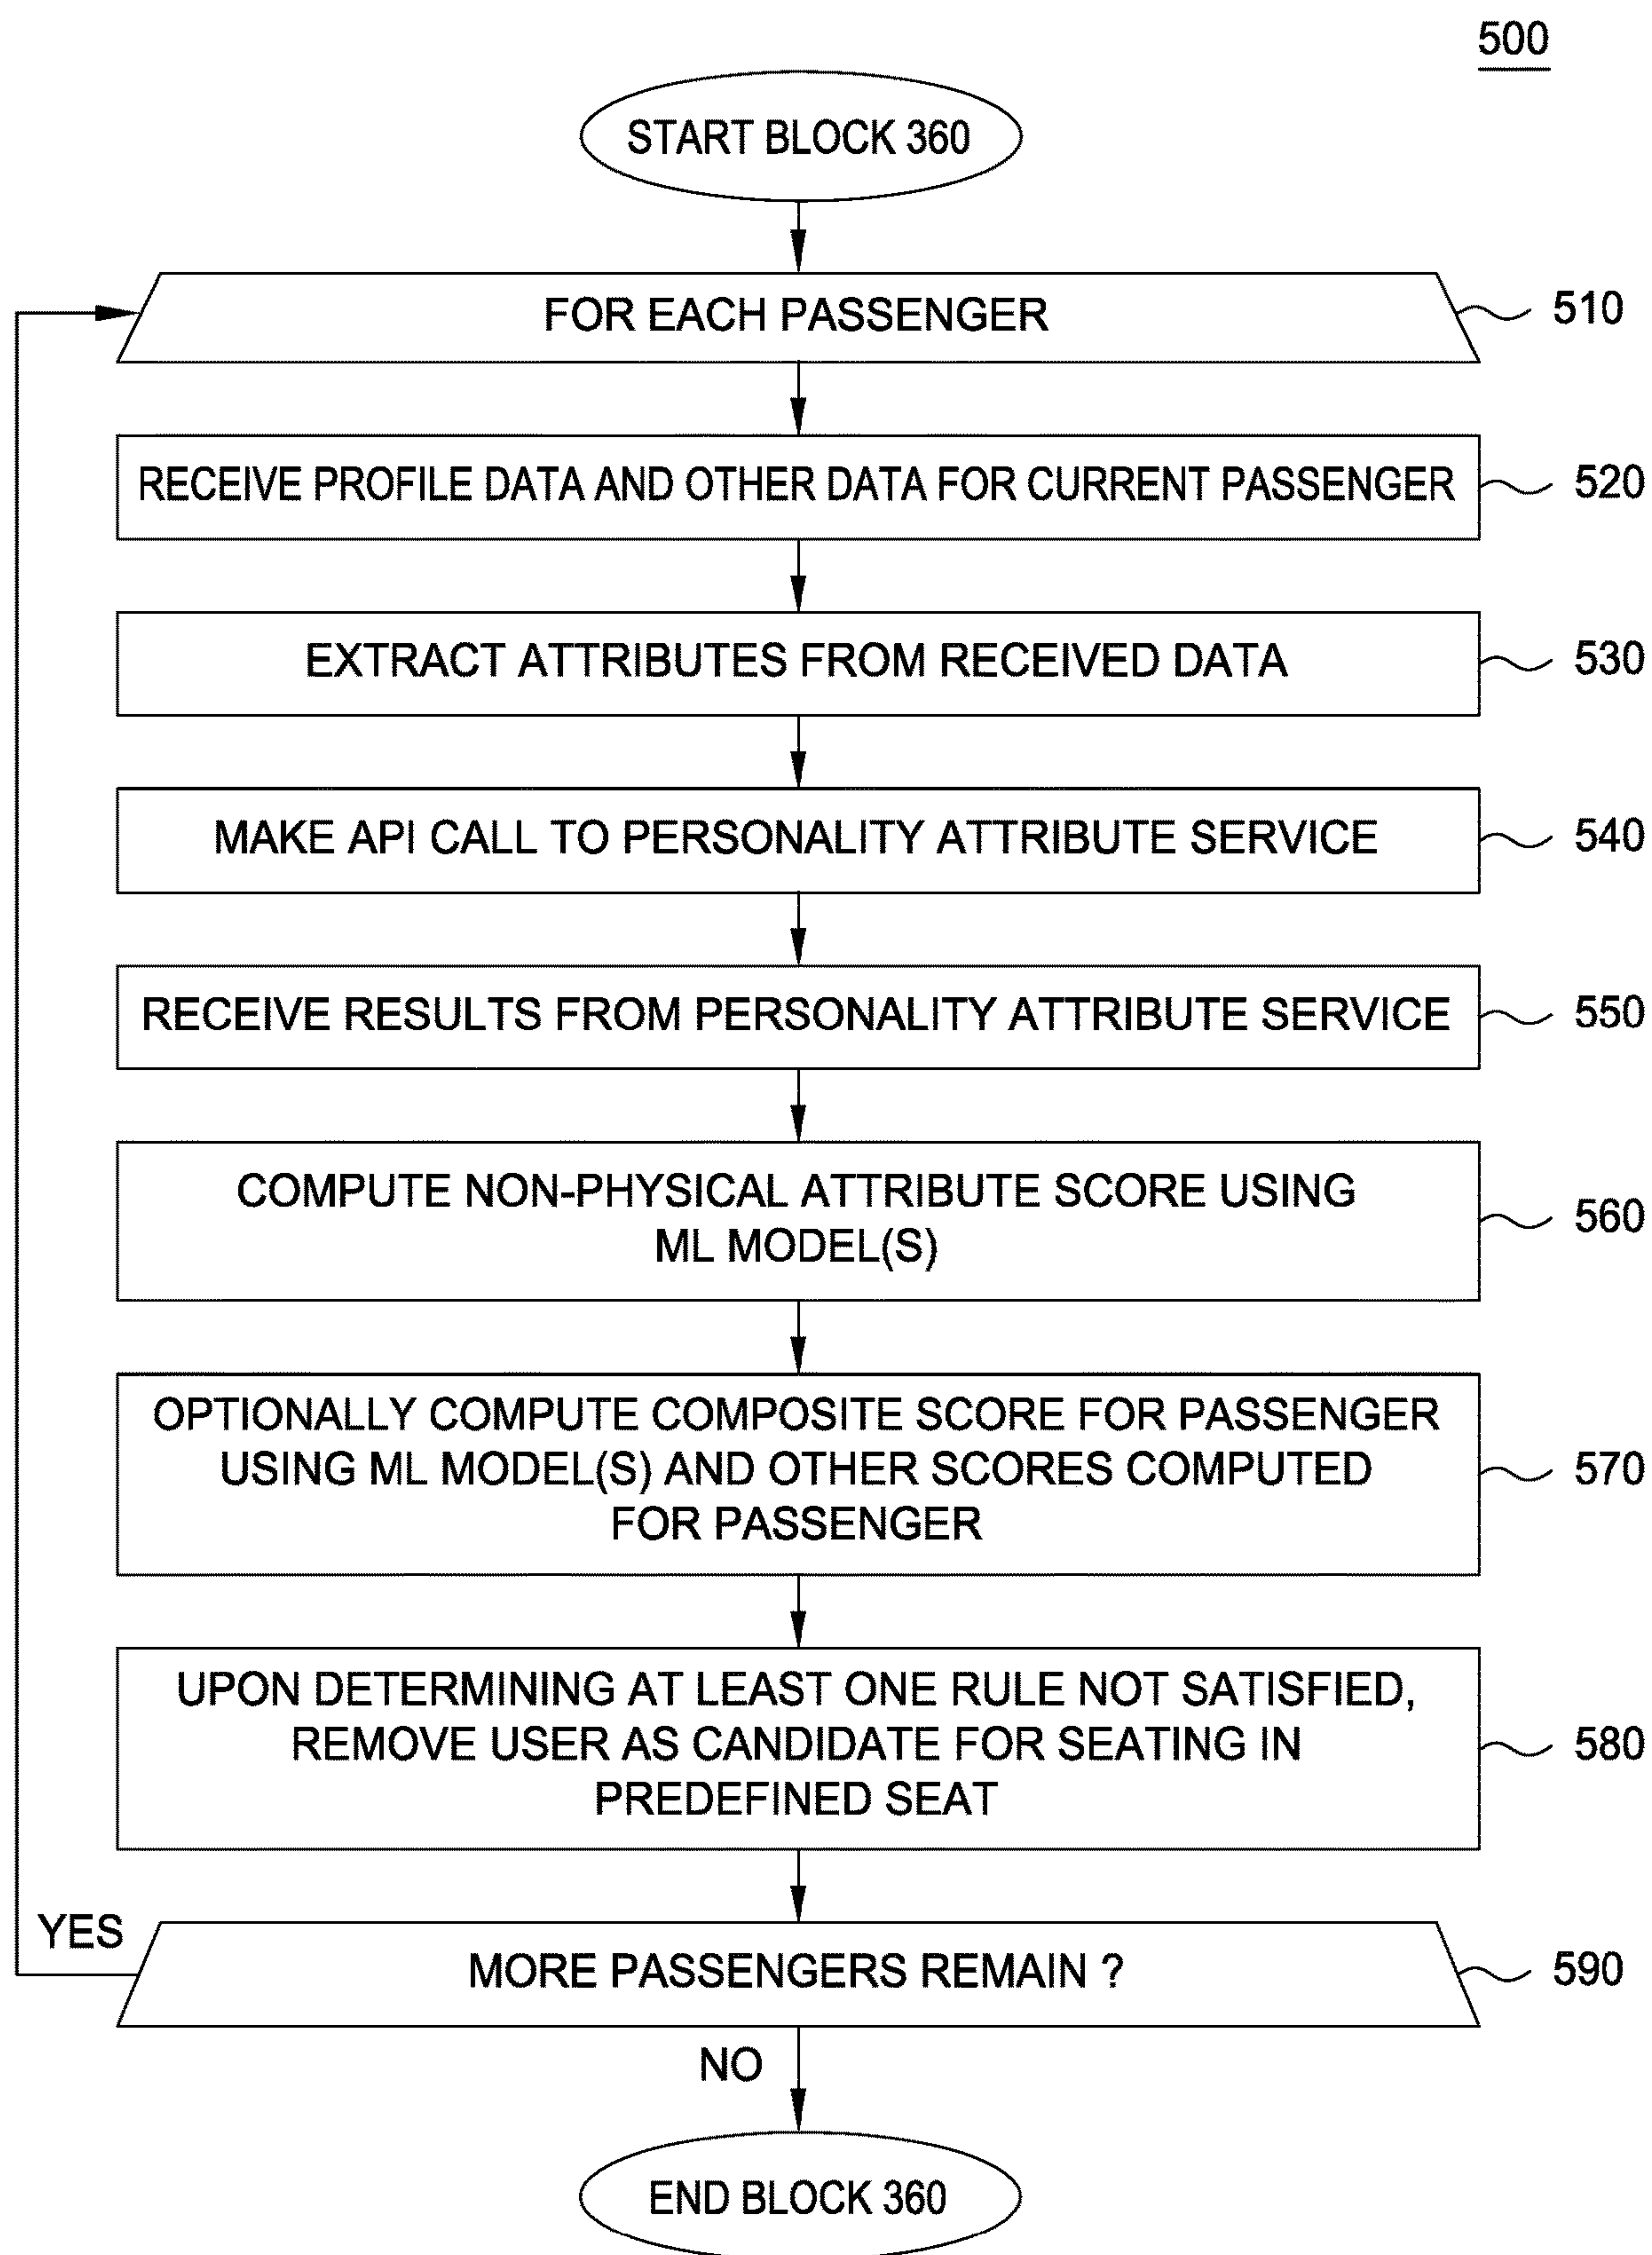 500
START BLOCK 360
FOR EACH PASSENGER
510
RECEIVE PROFILE DATA AND OTHER DATA FOR CURRENT PASSENGER
520
EXTRACT ATTRIBUTES FROM RECEIVED DATA
530
MAKE API CALL TO PERSONALITY ATTRIBUTE SERVICE
540
RECEIVE RESULTS FROM PERSONALITY ATTRIBUTE SERVICE
550
COMPUTE NON-PHYSICAL ATTRIBUTE SCORE USING
ML MODEL(S)
560
OPTIONALLY COMPUTE COMPOSITE SCORE FOR PASSENGER
USING ML MODEL(S) AND OTHER SCORES COMPUTED
FOR PASSENGER
570
UPON DETERMINING AT LEAST ONE RULE NOT SATISFIED,
REMOVE USER AS CANDIDATE FOR SEATING IN
PREDEFINED SEAT
580
YES
MORE PASSENGERS REMAIN ?
590
NO
END BLOCK 360